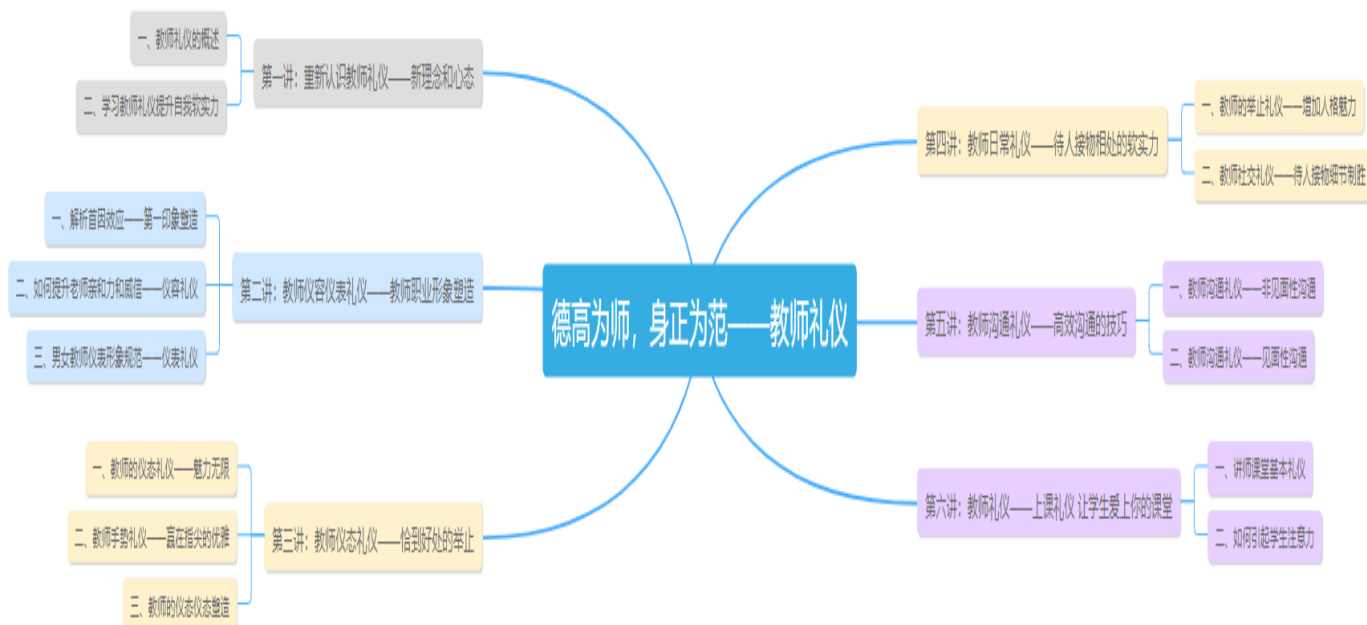 德高为师，身正为范——教师礼仪
第一讲：重新认识教师礼仪——新理念和心态
一、教师礼仪的概述
二、学习教师礼仪提升自我软实力
第二讲：教师仪容仪表礼仪——教师职业形象塑造
一、解析首因效应——第一印象塑造
二、如何提升老师亲和力和威信——仪容礼仪
三、男女教师仪表形象规范——仪表礼仪
第三讲：教师仪态礼仪——恰到好处的举止
一、教师的仪态礼仪——魅力无限
二、教师手势礼仪——赢在指尖的优雅
三、教师的仪态仪态塑造
第四讲：教师日常礼仪——待人接物相处的软实力
一、教师的举止礼仪——增加人格魅力
二、教师社交礼仪——待人接物细节制胜
第五讲：教师沟通礼仪——高效沟通的技巧
一、教师沟通礼仪——非见面性沟通
二、教师沟通礼仪——见面性沟通
第六讲：教师礼仪——上课礼仪 让学生爱上你的课堂
一、讲师课堂基本礼仪
二、如何引起学生注意力